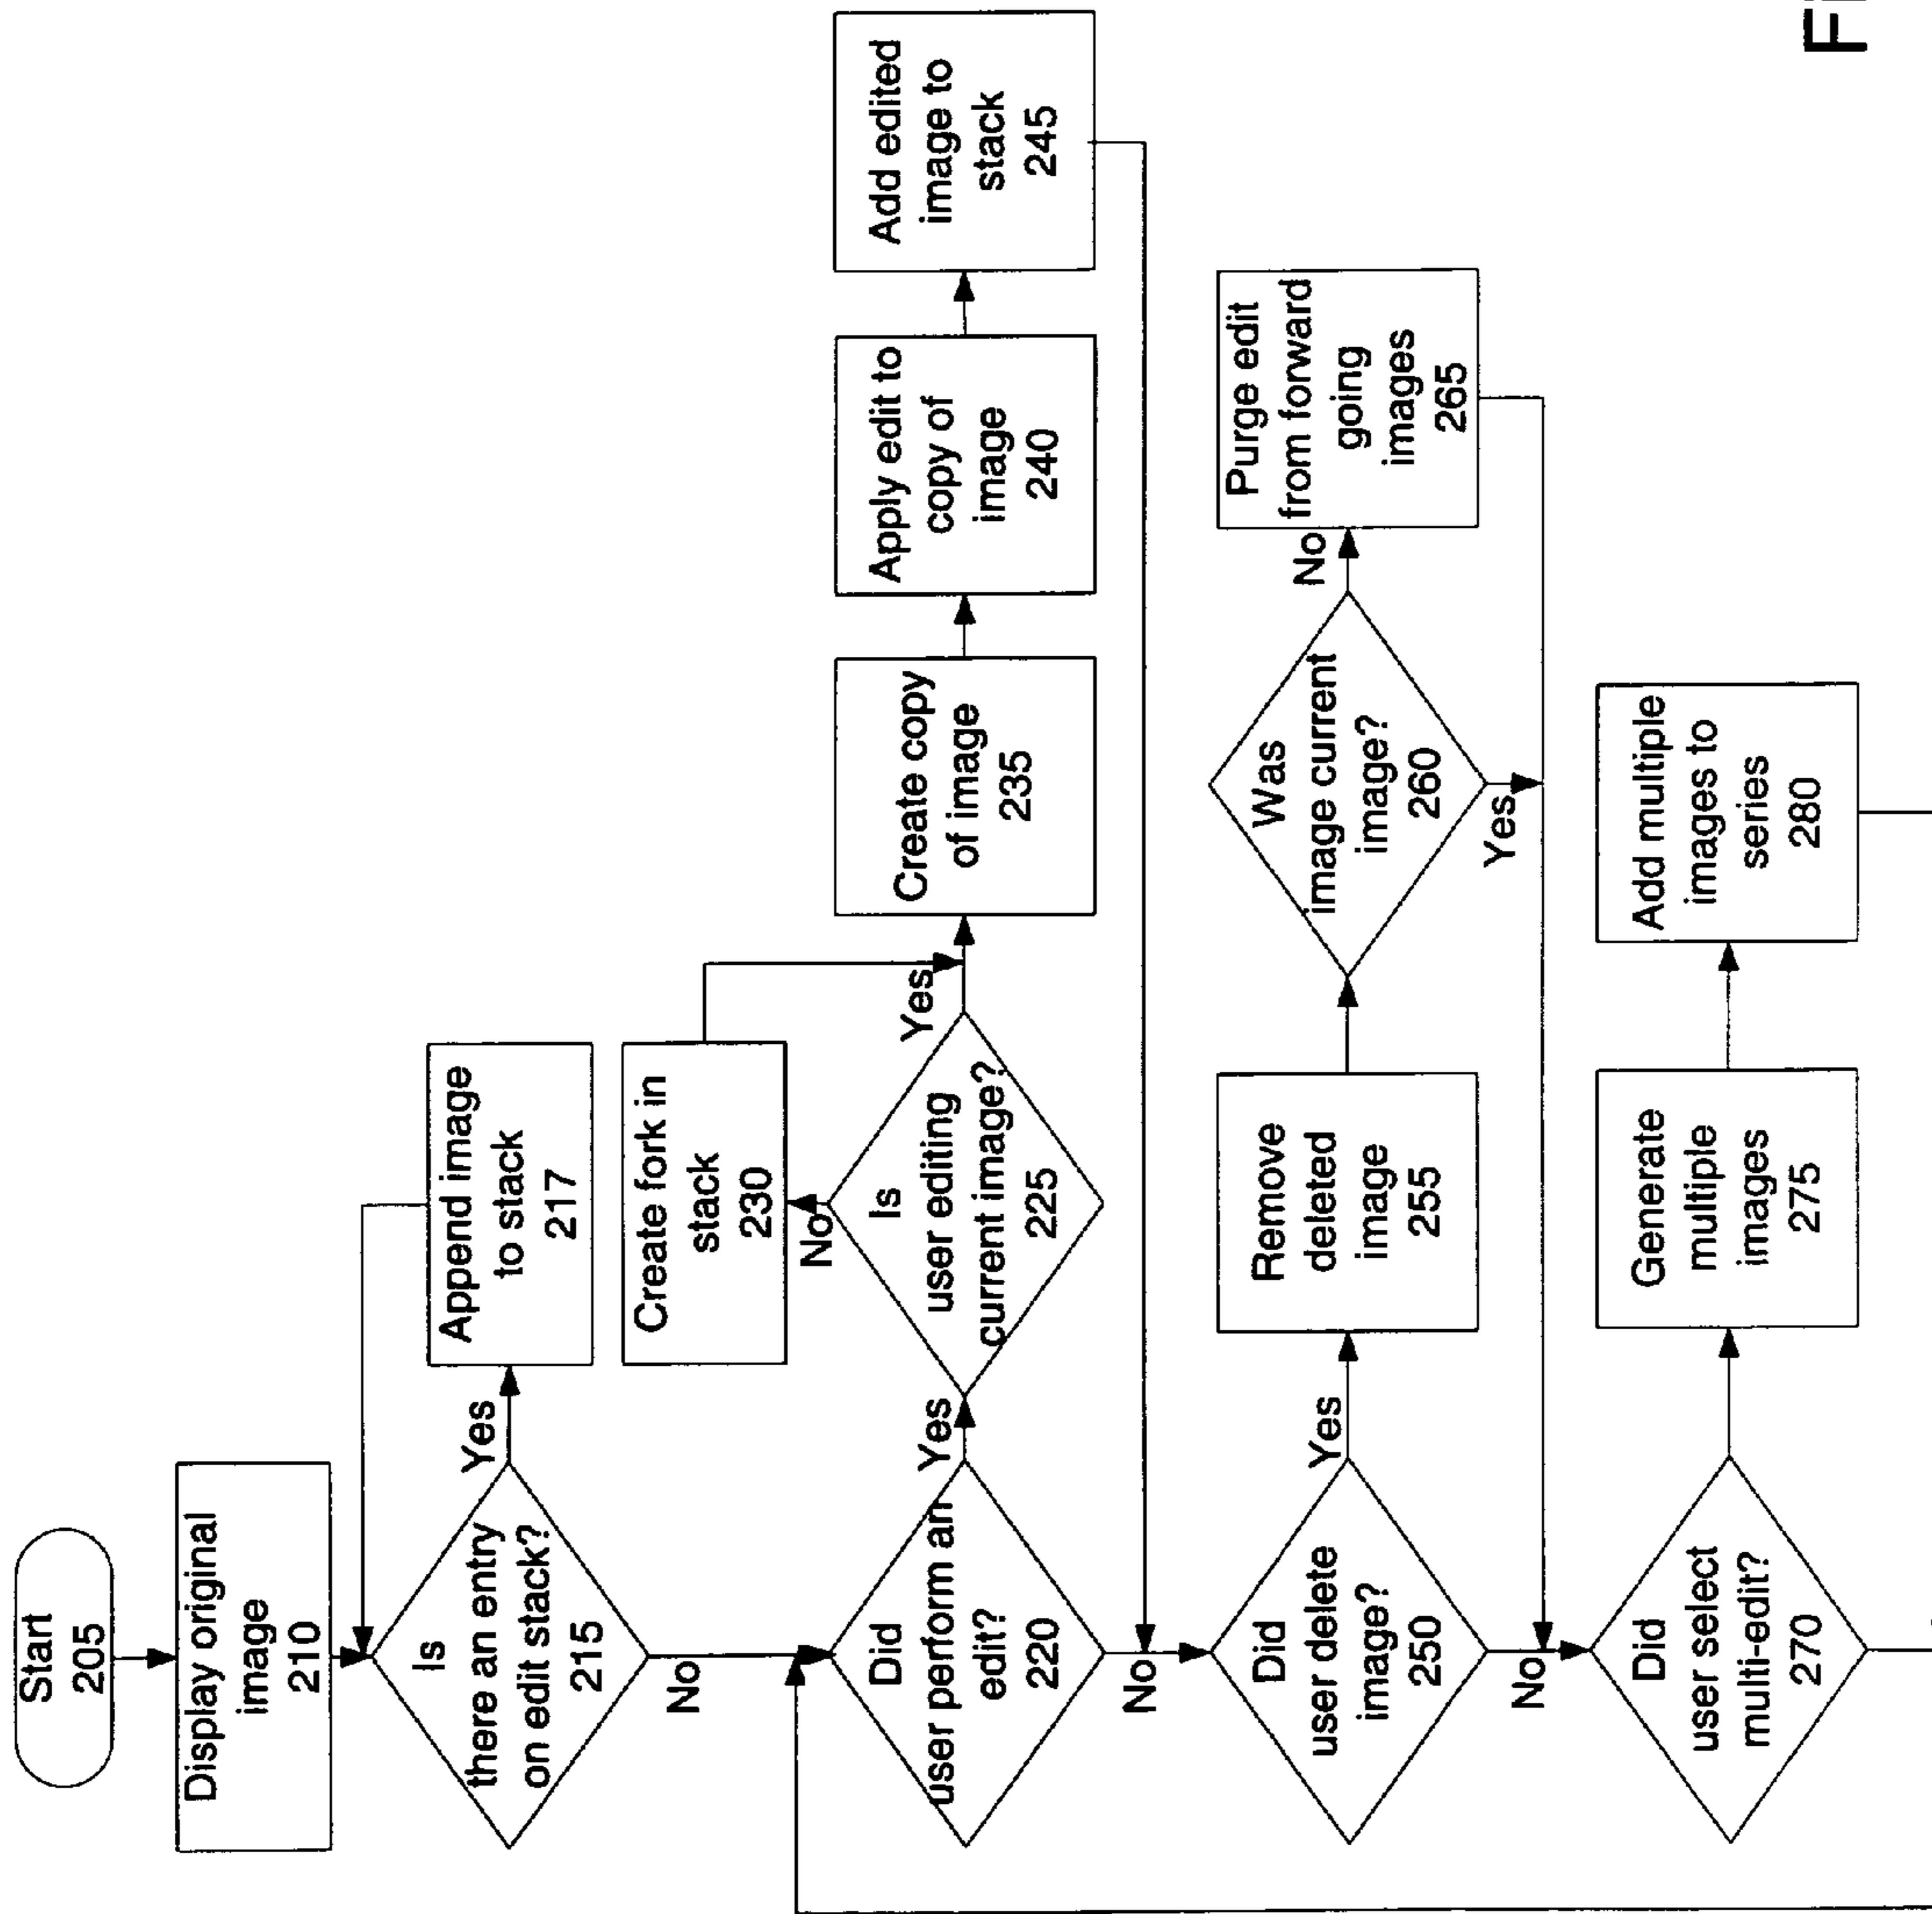 Start
205
Display original
image
210
Is
there an entry
on edit stack?
215
Yes
Append image
to stack
217
No
Did
user perform an
edit?
220
Yes
Is
user editing
current image?
225
No
Create fork in
stack
230
Yes
Create copy
of image
235
Apply edit to
copy of
image
240
Add edited
image to
stack
245
No
Did
user delete
image?
250
Yes
Remove
deleted
image
255
Was
image current
image?
260
No
Purge edit
from forward
going
images
265
Yes
No
Did
user select
multi-edit?
270
Generate
multiple
images
275
Add multiple
images to
series
280